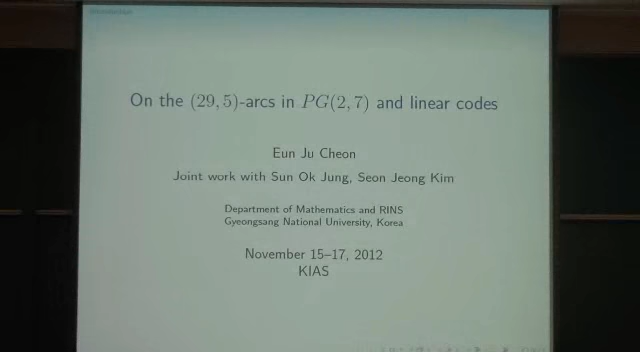 On the (29, 5)-arcs in PG(2, 7) and linear codes
Eun Ju Cheon
Joint work with Sun Ok Jung, Seon Jeong Kim
Department of Mathematics and RINS
Gyeongsang National University, Korea
November 15–17, 2012
KIAS